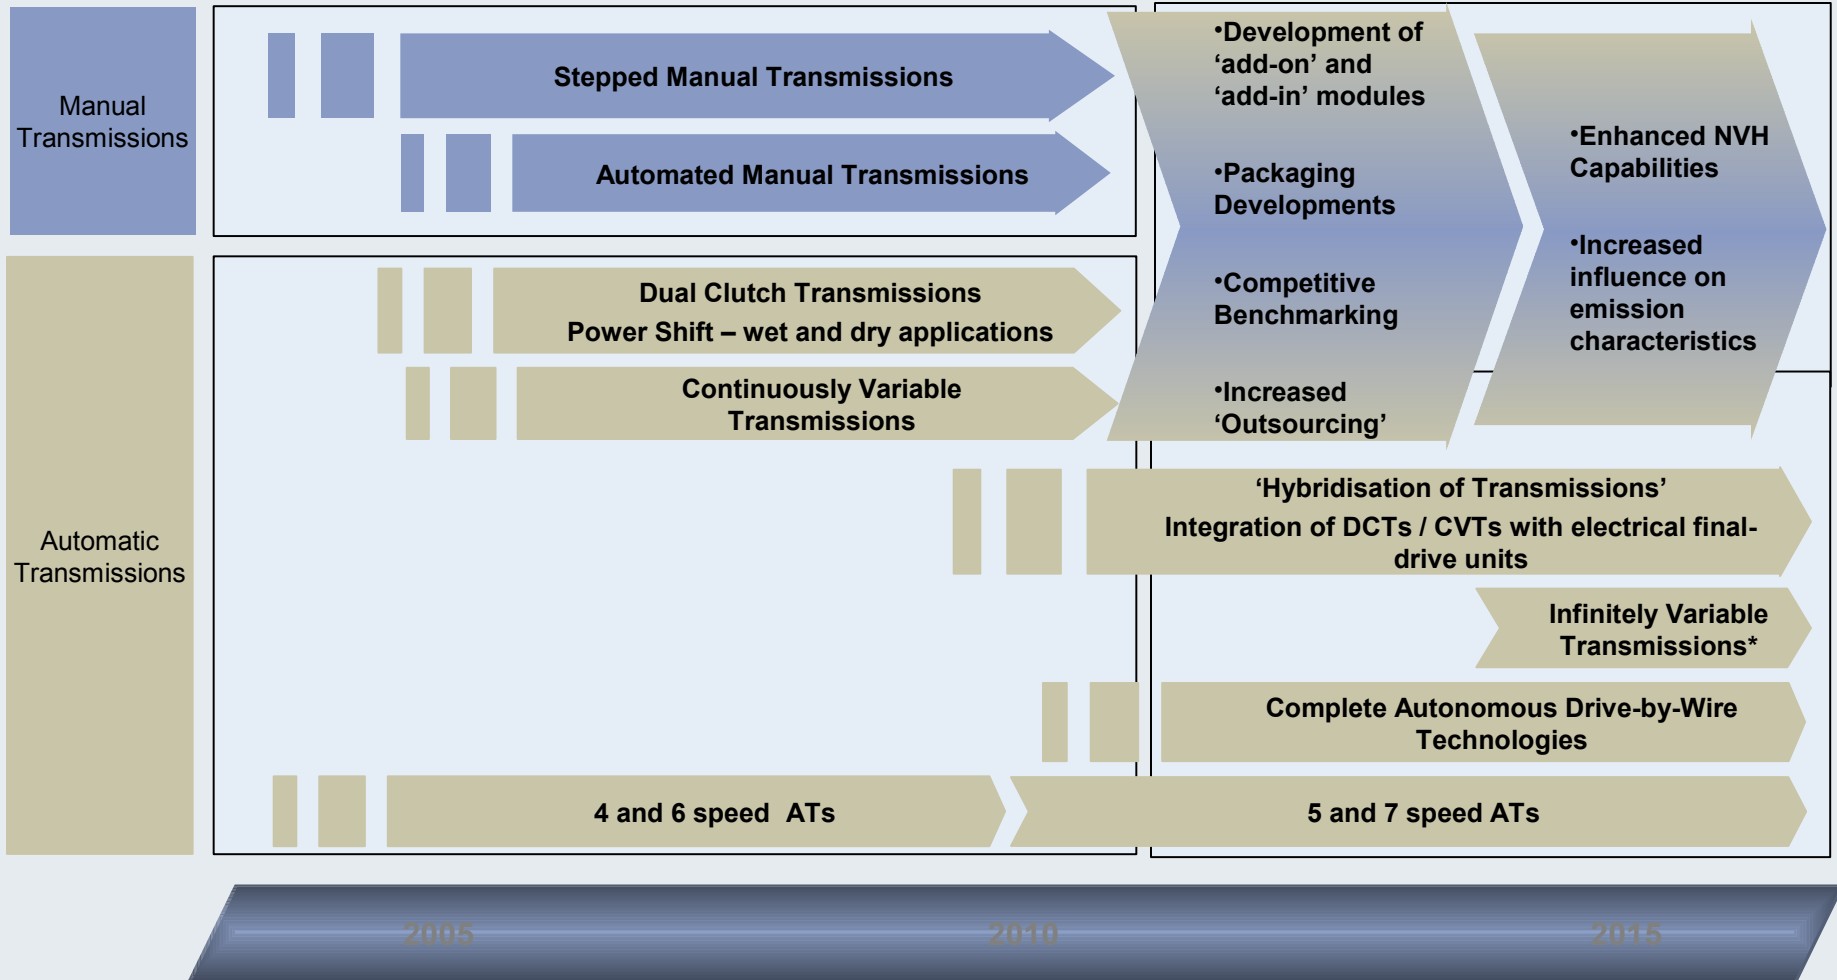 Manual
Transmissions
Stepped Manual Transmissions
Automated Manual Transmissions
•Development of
‘add-on’ and
‘add-in’ modules
•Packaging
Developments
•Competitive
Benchmarking
•Increased
‘Outsourcing’
•Enhanced NVH
Capabilities
•Increased
influence on
emission
characteristics
Automatic
Transmissions
Dual Clutch Transmissions
Power Shift – wet and dry applications
Continuously Variable
Transmissions
‘Hybridisation of Transmissions’
Integration of DCTs / CVTs with electrical final-
drive units
Infinitely Variable
Transmissions*
Complete Autonomous Drive-by-Wire
Technologies
4 and 6 speed ATs
5 and 7 speed ATs
2005
2010
2015